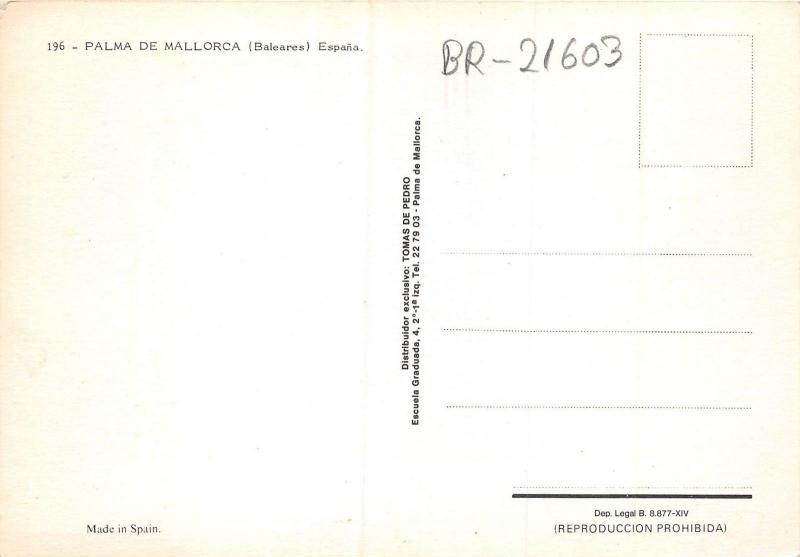 196 - PALMA DE MALLORCA (Baleares) España.
BR-21603
Distribuidor exclusivo: TOMAS DE PEDRO
Escuela Graduada, 4, 2°-1ª izq. Tel. 22 79 03 - Palma de Mallorca.
Made in Spain.
Dep. Legal B. 8.877-XIV
(REPRODUCCION PROHIBIDA)